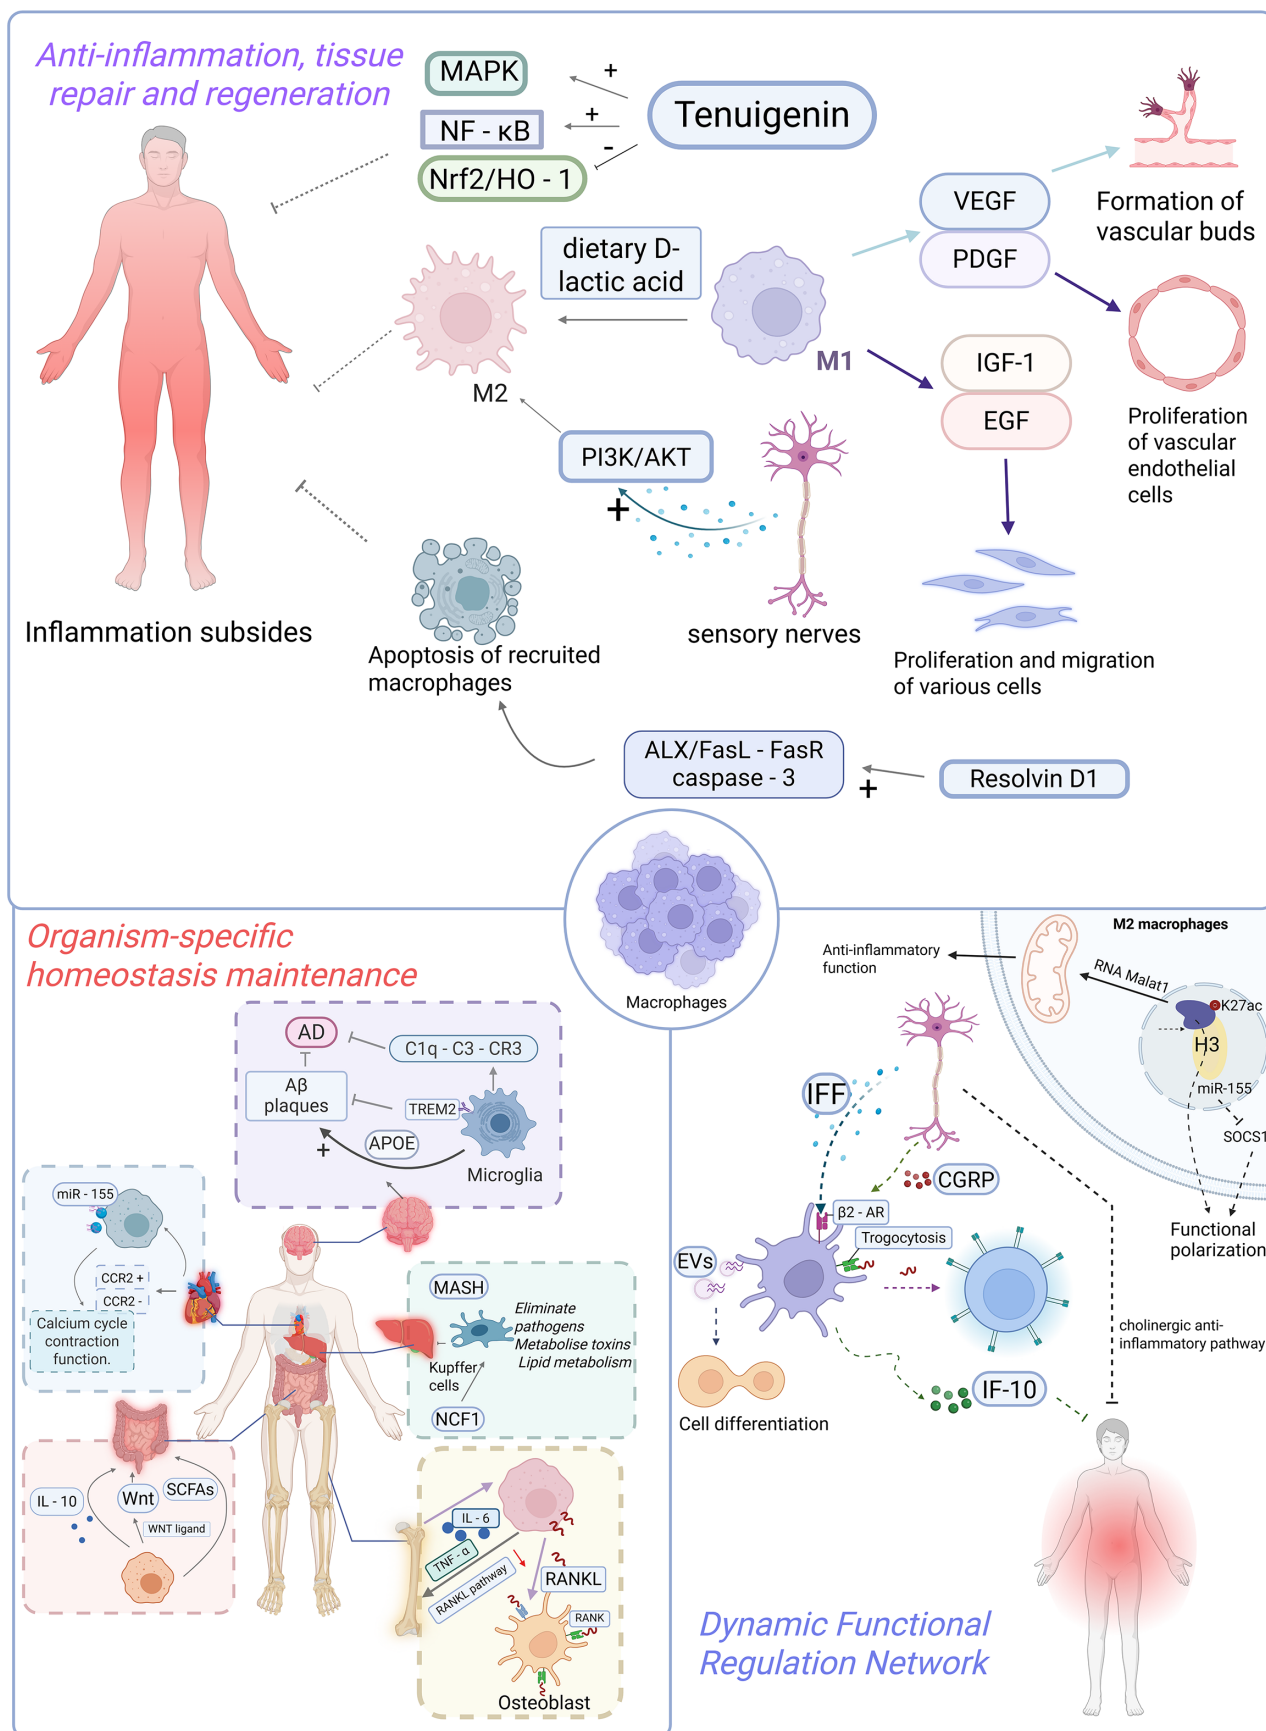 Anti-inflammation, tissue
repair and regeneration
MAPK
+
Tenuigenin
NF - κB
+
-
Nrf2/HO - 1
VEGF
PDGF
Formation of
vascular buds
dietary D-
lactic acid
M1
M2
IGF-1
EGF
Proliferation
of vascular
endothelial
cells
PI3K/AKT
+
sensory nerves
Inflammation subsides
Apoptosis of recruited
macrophages
Proliferation and migration
of various cells
ALX/FasL - FasR
caspase - 3
+
Resolvin D1
Macrophages
Organism-specific
homeostasis maintenance
AD
C1q - C3 - CR3
Aβ
plaques
TREM2
APOE
+
Microglia
miR - 155
CCR2 +
CCR2 -
Calcium cycle
contraction
function.
MASH
Eliminate
pathogens
Metabolise toxins
Lipid metabolism
Kupffer
cells
NCF1
IL - 10
Wnt
SCFAs
WNT ligand
IL - 6
TNF - α
RANKL pathway
RANKL
RANK
Osteoblast
M2 macrophages
Anti-inflammatory
function
RNA Malat1
K27ac
H3
miR-155
SOCS1
Functional
polarization
IFF
CGRP
β2 - AR
Trogocytosis
EVs
cholinergic anti-
inflammatory pathway
IF-10
Cell differentiation
Dynamic Functional
Regulation Network